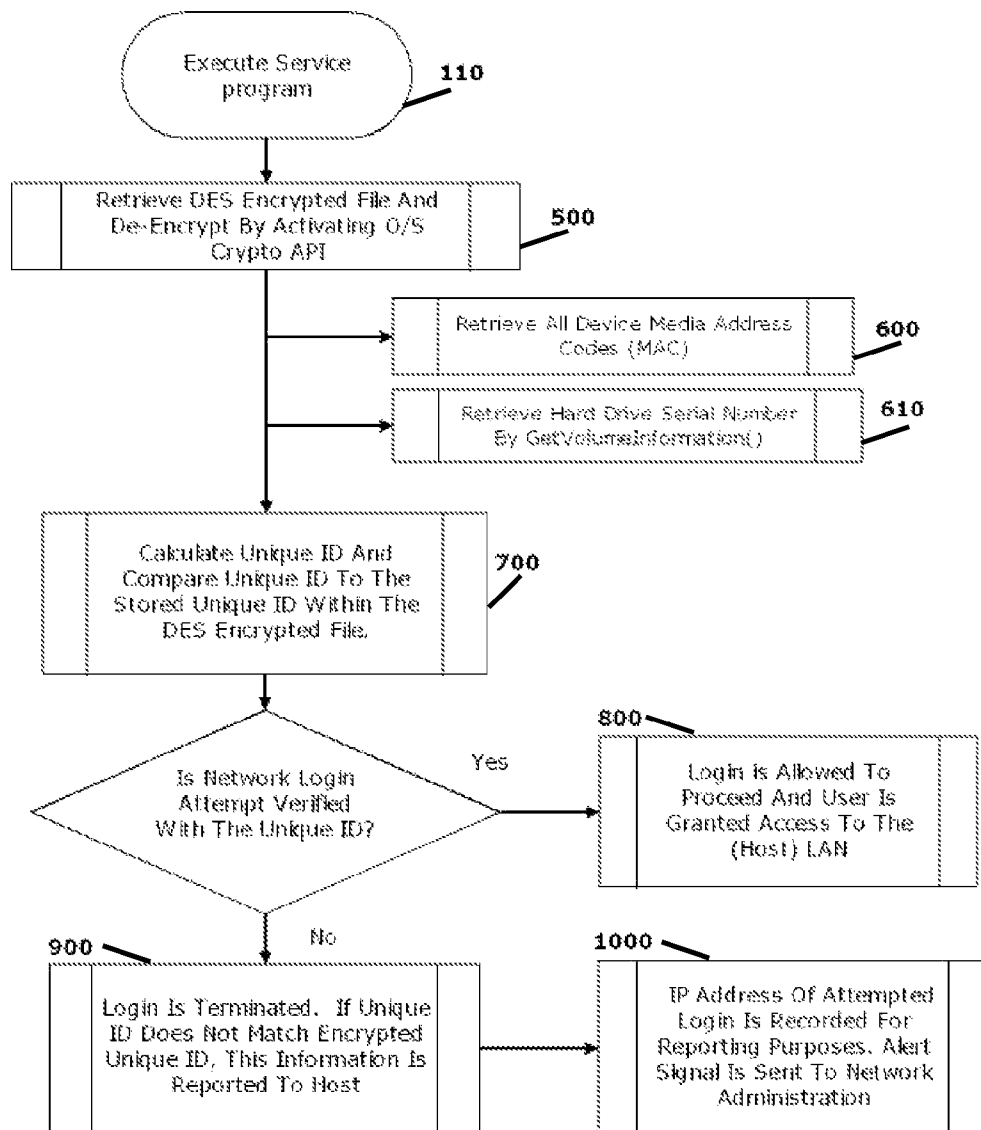 Execute Service
program
110
Retrieve DES Encrypted File And
De-Encrypt By Activating O/S
Crypto API
500
Retrieve All Device Media Address
Codes (MAC)
600
Retrieve Hard Drive Serial Number
By GetVolumeInformation()
610
Calculate Unique ID And
Compare Unique ID To The
Stored Unique ID Within The
DES Encrypted File.
700
Is Network Login
Attempt Verified
With The Unique ID?
Yes
800
Login is Allowed To
Proceed And User Is
Granted Access To The
(Host) LAN
No
900
Login Is Terminated. If Unique
ID Does Not Match Encrypted
Unique ID, This Information Is
Reported To Host
1000
IP Address Of Attempted
Login Is Recorded For
Reporting Purposes. Alert
Signal Is Sent To Network
Administration